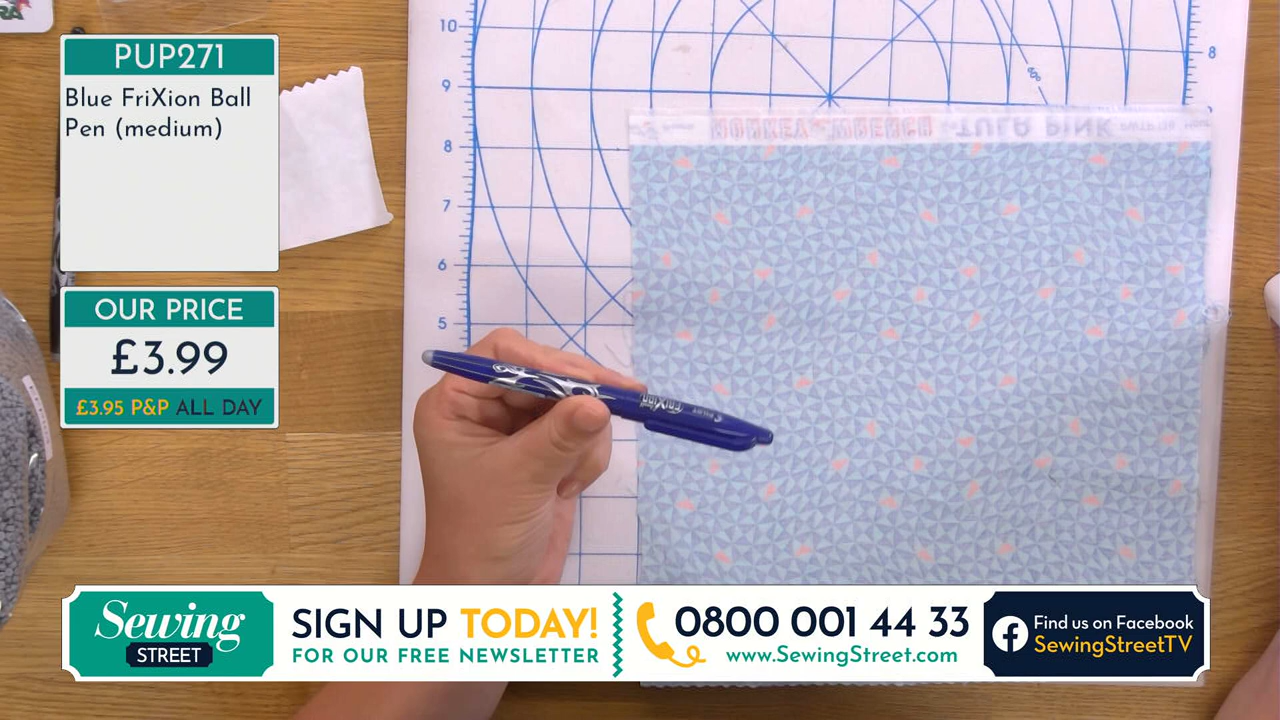 PUP271
Blue FriXion Ball
Pen (medium)
OUR PRICE
£3.99
£3.95 P&P ALL DAY
10
9
8
7
6
5
8
MONKEY WRENCH
TULA PINK
PILOT
FriXion
Sewing
STREET
SIGN UP TODAY!
FOR OUR FREE NEWSLETTER
0800 001 44 33
www.SewingStreet.com
Find us on Facebook
SewingStreetTV